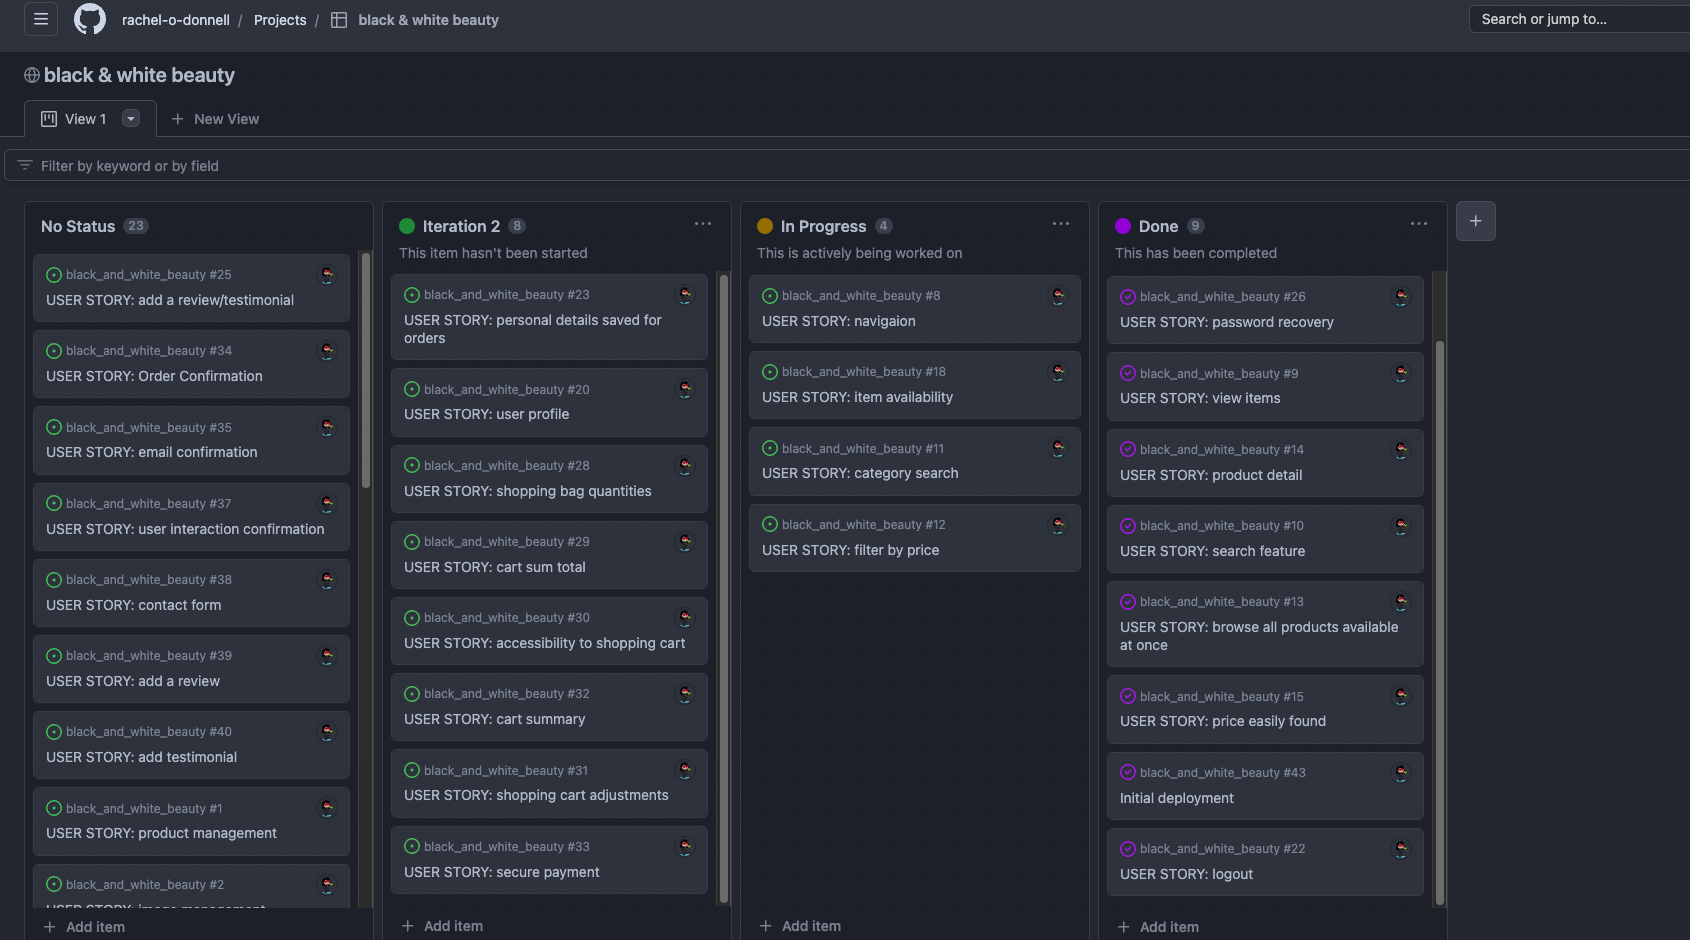 rachel-o-donnell / Projects / black & white beauty
Search or jump to...
black & white beauty
View 1
New View
Filter by keyword or by field
No Status 23
black_and_white_beauty #25
USER STORY: add a review/testimonial
black_and_white_beauty #34
USER STORY: Order Confirmation
black_and_white_beauty #35
USER STORY: email confirmation
black_and_white_beauty #37
USER STORY: user interaction confirmation
black_and_white_beauty #38
USER STORY: contact form
black_and_white_beauty #39
USER STORY: add a review
black_and_white_beauty #40
USER STORY: add testimonial
black_and_white_beauty #1
USER STORY: product management
black_and_white_beauty #2
USER STORY: image management
Add item
Iteration 2 8
This item hasn't been started
black_and_white_beauty #23
USER STORY: personal details saved for
orders
black_and_white_beauty #20
USER STORY: user profile
black_and_white_beauty #28
USER STORY: shopping bag quantities
black_and_white_beauty #29
USER STORY: cart sum total
black_and_white_beauty #30
USER STORY: accessibility to shopping cart
black_and_white_beauty #32
USER STORY: cart summary
black_and_white_beauty #31
USER STORY: shopping cart adjustments
black_and_white_beauty #33
USER STORY: secure payment
Add item
In Progress 4
This is actively being worked on
black_and_white_beauty #8
USER STORY: navigaion
black_and_white_beauty #18
USER STORY: item availability
black_and_white_beauty #11
USER STORY: category search
black_and_white_beauty #12
USER STORY: filter by price
Add item
Done 9
This has been completed
black_and_white_beauty #26
USER STORY: password recovery
black_and_white_beauty #9
USER STORY: view items
black_and_white_beauty #14
USER STORY: product detail
black_and_white_beauty #10
USER STORY: search feature
black_and_white_beauty #13
USER STORY: browse all products available
at once
black_and_white_beauty #15
USER STORY: price easily found
black_and_white_beauty #43
Initial deployment
black_and_white_beauty #22
USER STORY: logout
Add item